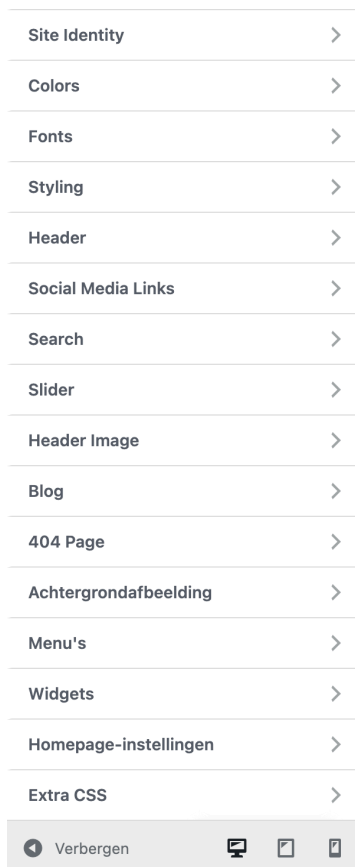 Site Identity
Colors
Fonts
Styling
Header
Social Media Links
Search
Slider
Header Image
Blog
404 Page
Achtergrondafbeelding
Menu's
Widgets
Homepage-instellingen
Extra CSS
Verbergen